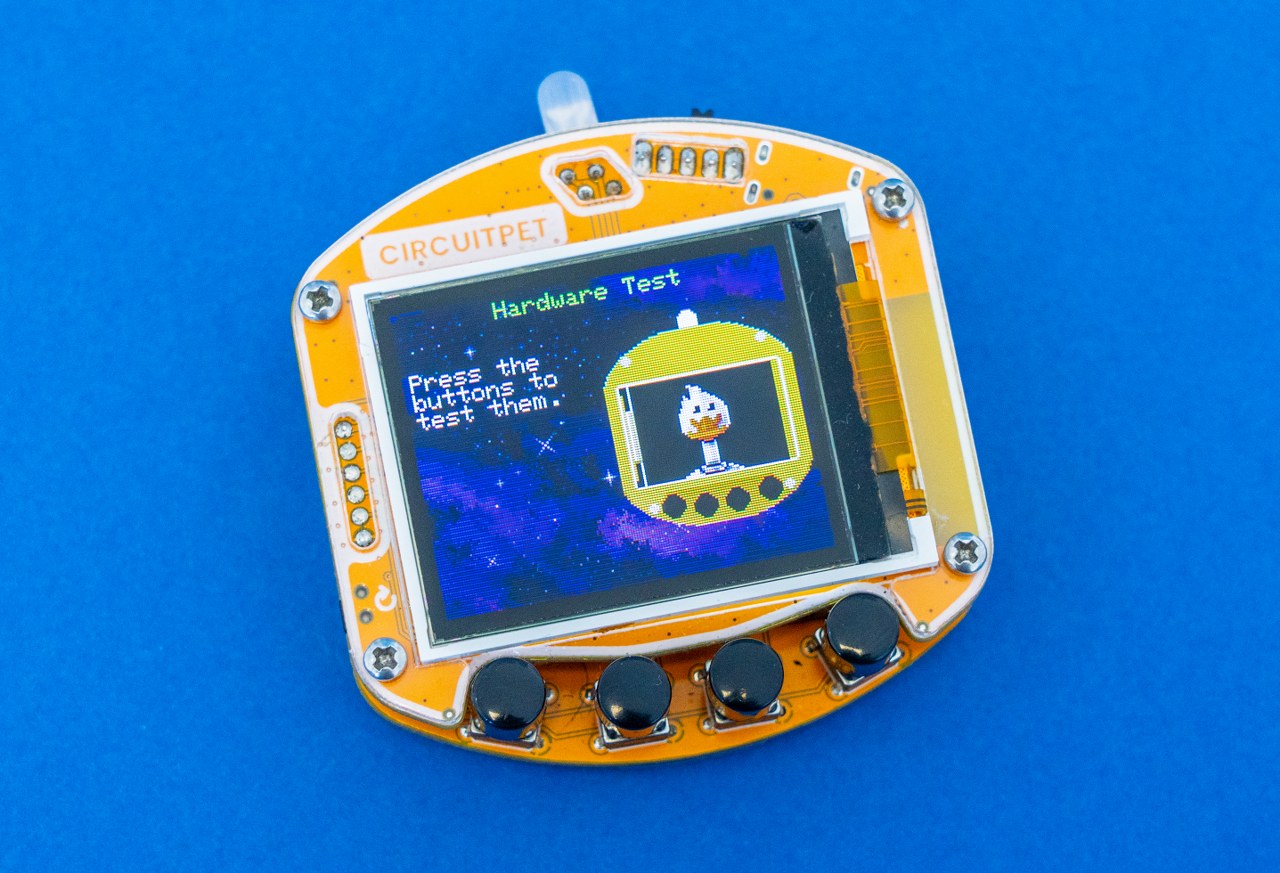 CIRCUITPET
Hardware Test
Press the
buttons to
test them.